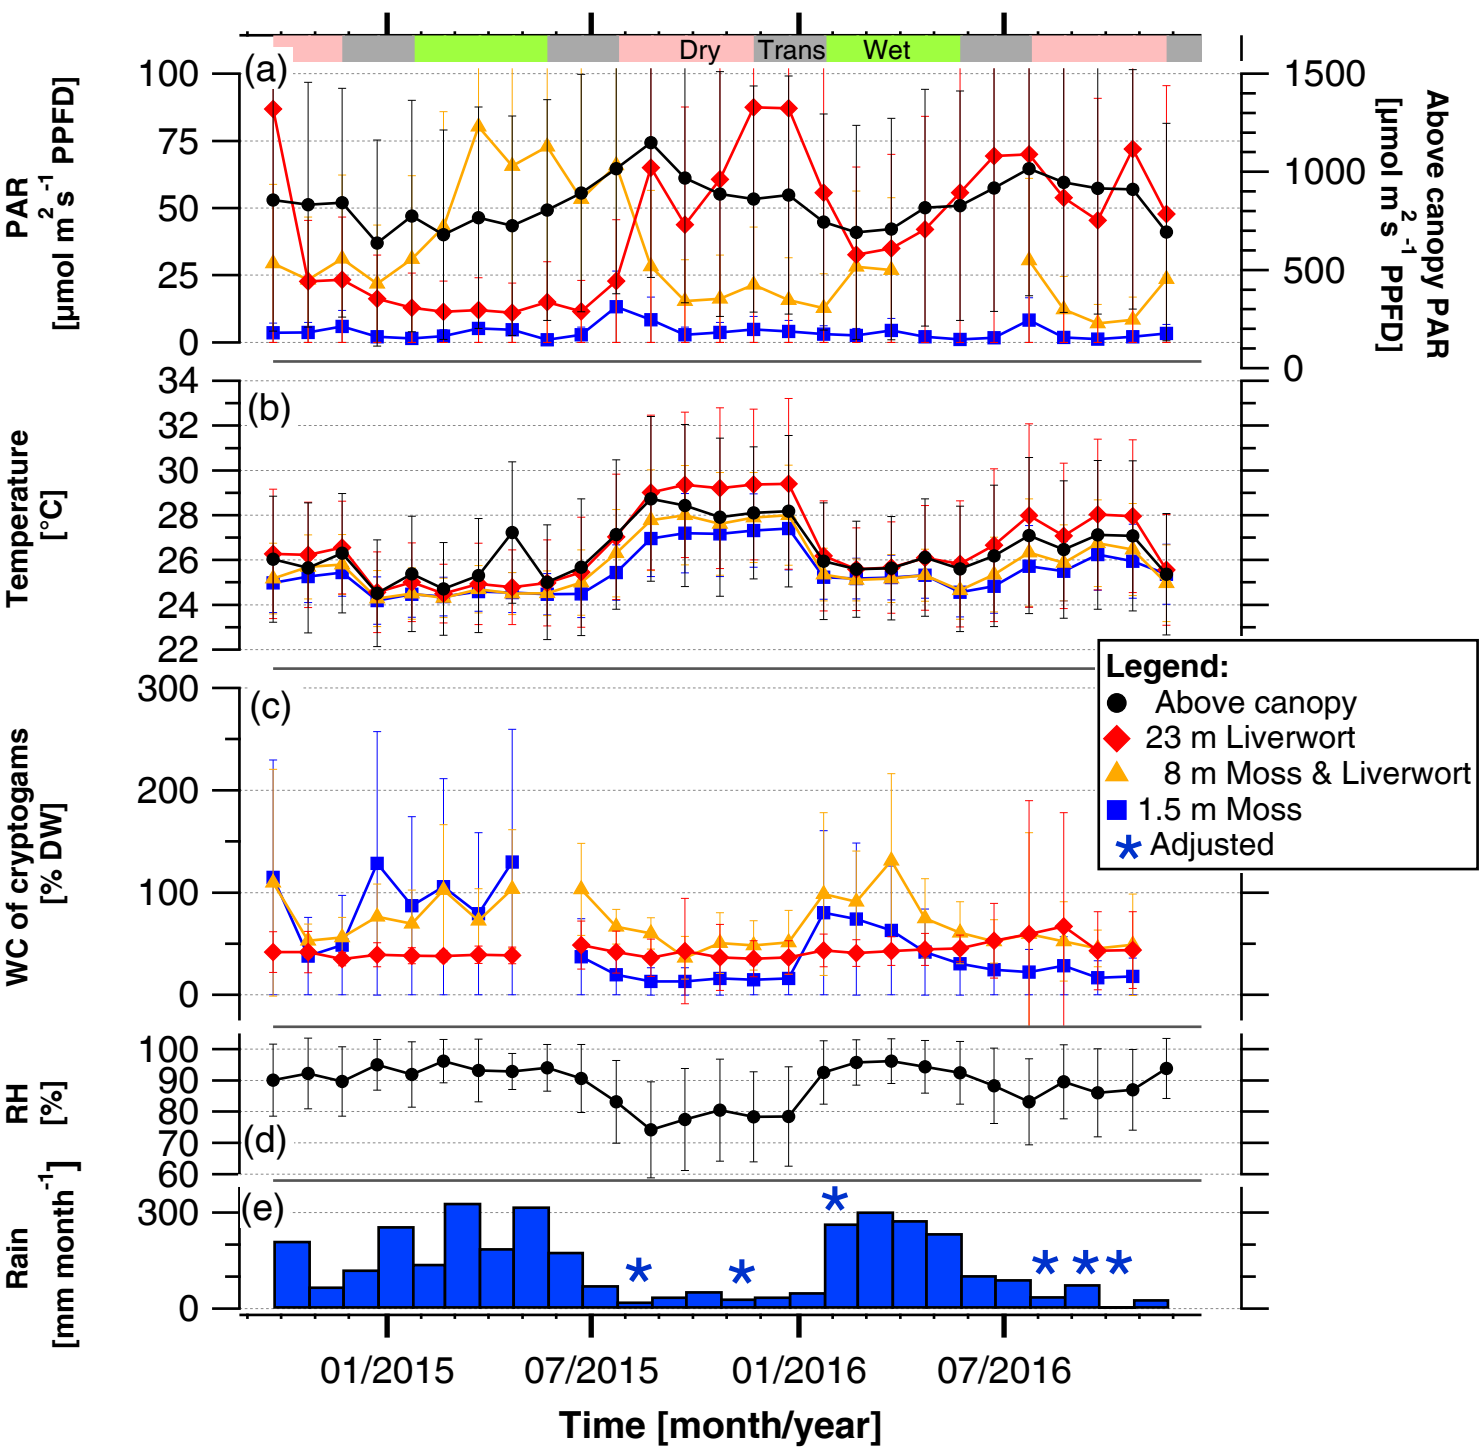 Dry Trans Wet
(a)
100
75
50
25
0
PAR
[µmol m² s⁻¹ PPFD]
1500
1000
500
0
Above canopy PAR
[µmol m² s⁻¹ PPFD]
(b)
34
32
30
28
26
24
22
Temperature
[°C]
Legend:
Above canopy
23 m Liverwort
8 m Moss & Liverwort
1.5 m Moss
Adjusted
(c)
300
200
100
0
WC of cryptogams
[% DW]
100
90
80
70
60
RH
[%]
(d)
(e)
300
0
Rain
[mm month⁻¹]
01/2015 07/2015 01/2016 07/2016
Time [month/year]